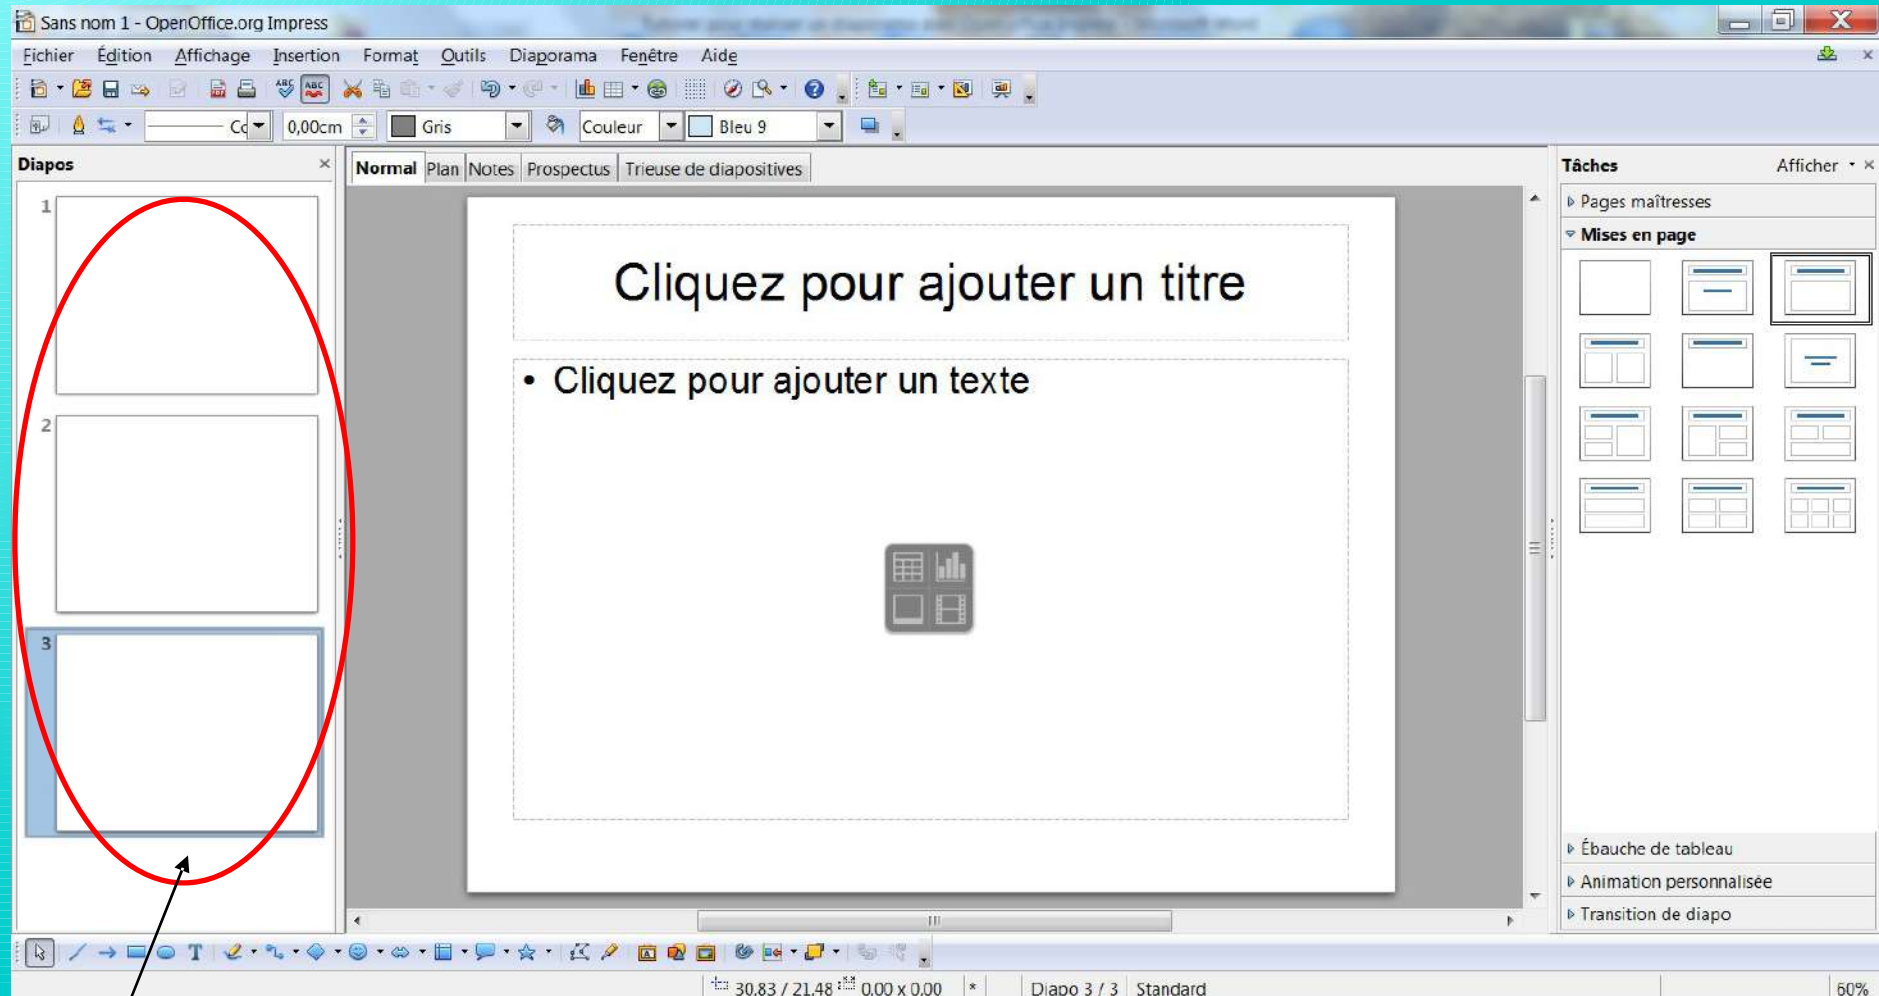 Sans nom 1 - OpenOffice.org Impress
Fichier Édition Affichage Insertion Format Outils Diaporama Fenêtre Aide
0,00cm Gris Couleur Bleu 9
Diapos
Normal Plan Notes Prospectus Trieuse de diapositives
Tâches Afficher
Pages maîtresses
Mises en page
1
2
3
Cliquez pour ajouter un titre
• Cliquez pour ajouter un texte
Ébauche de tableau
Animation personnalisée
Transition de diapo
30,83 / 21,48 0,00 x 0,00 * Diapo 3 / 3 Standard 60%